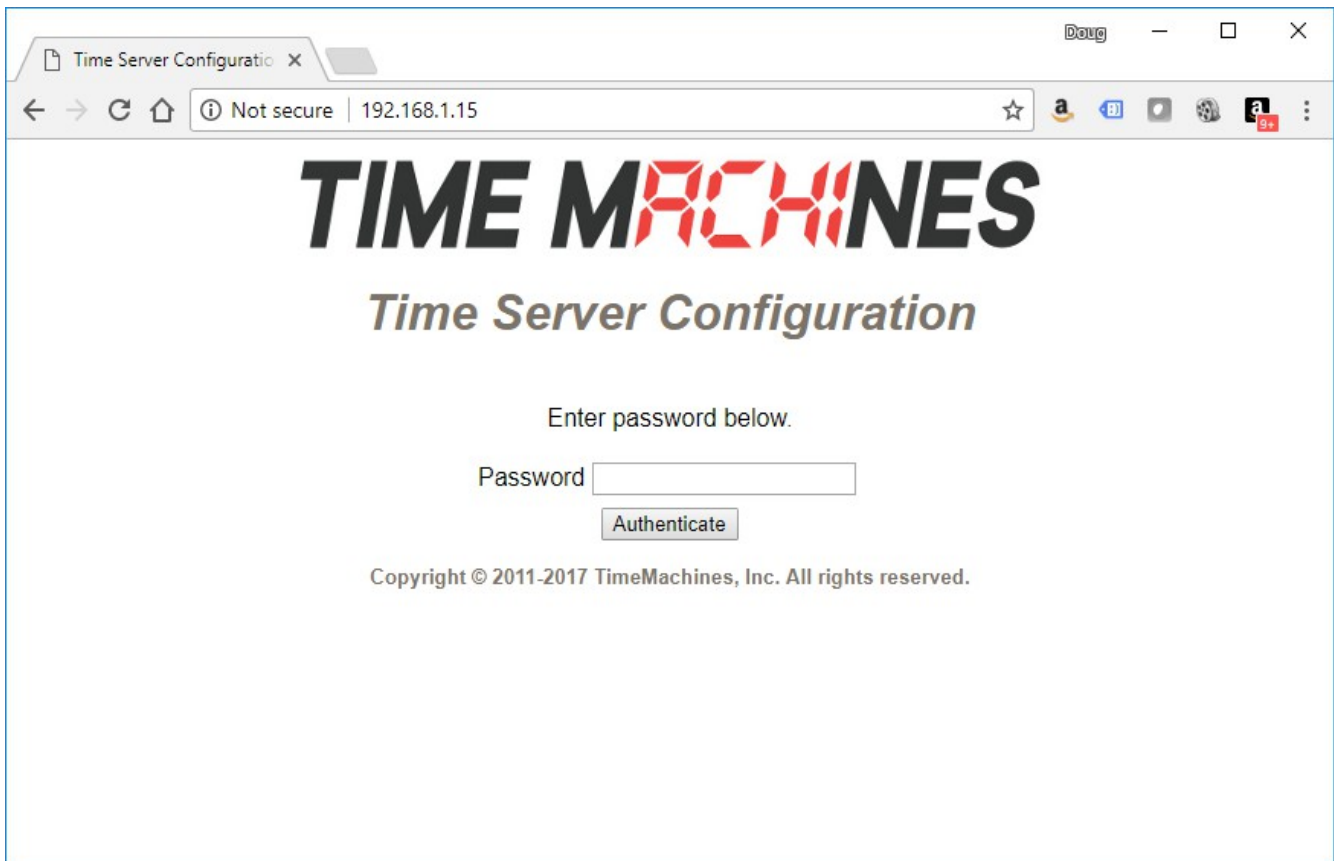 Doug
Time Server Configuratio
Not secure | 192.168.1.15
9+
TIME MACHINES
Time Server Configuration
Enter password below.
Password
Authenticate
Copyright © 2011-2017 TimeMachines, Inc. All rights reserved.